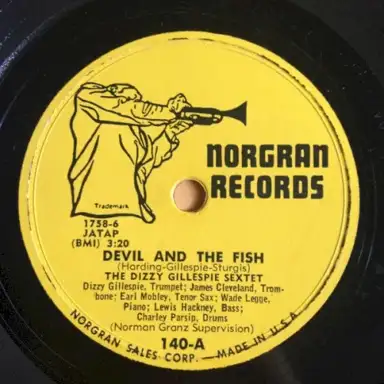 NORGRAN
RECORDS
Trademark
1758-6
JATAP
(BMI) 3:20
DEVIL AND THE FISH
(Harding-Gillespie-Sturgis)
THE DIZZY GILLESPIE SEXTET
Dizzy Gillespie, Trumpet; James Cleveland, Trom-
bone; Earl Mobley, Tenor Sax; Wade Legge,
Piano; Lewis Hackney, Bass;
Charley Parsip, Drums
(Norman Granz Supervision)
140-A
NORGRAN SALES CORP. — MADE IN U.S.A.